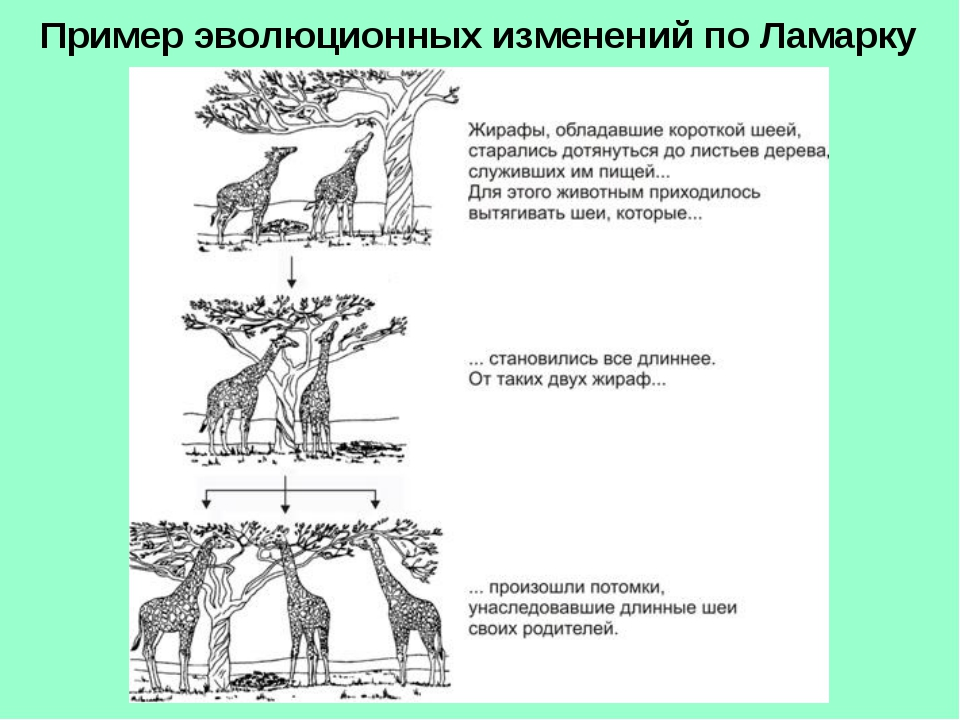 Пример эволюционных изменений по Ламарку
Жирафы, обладавшие короткой шеей,
старались дотянуться до листьев дерева,
служивших им пищей...
Для этого животным приходилось
вытягивать шеи, которые...
... становились все длиннее.
От таких двух жираф...
... произошли потомки,
унаследовавшие длинные шеи
своих родителей.